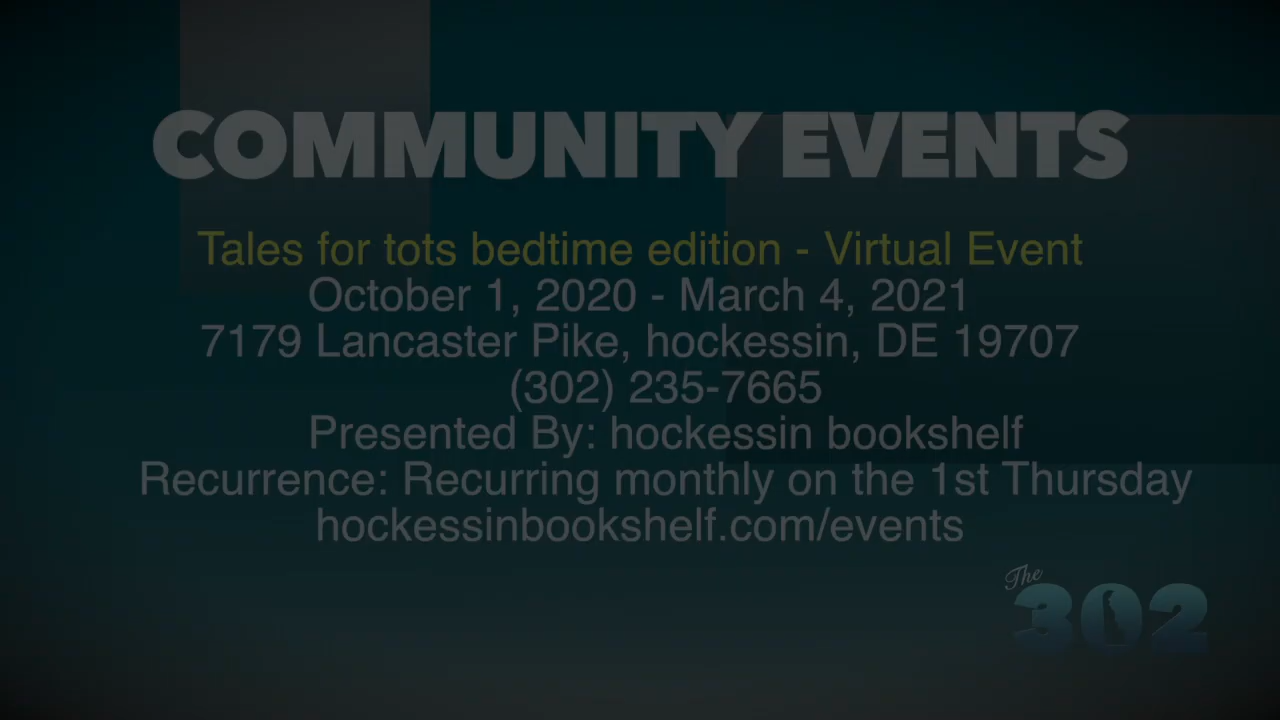 COMMUNITY EVENTS
Tales for tots bedtime edition - Virtual Event
October 1, 2020 - March 4, 2021
7179 Lancaster Pike, hockessin, DE 19707
(302) 235-7665
Presented By: hockessin bookshelf
Recurrence: Recurring monthly on the 1st Thursday
hockessinbookshelf.com/events
The
302